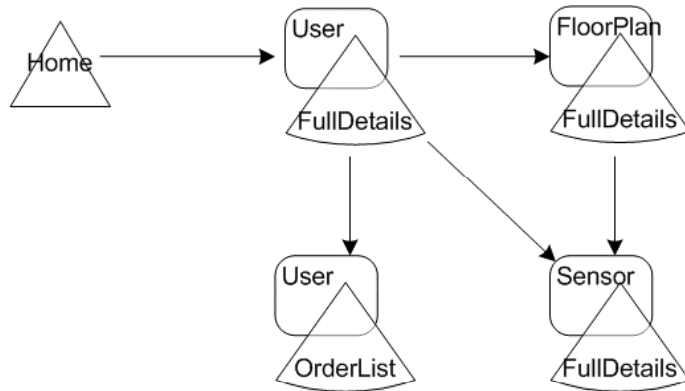 Home
User
FullDetails
FloorPlan
FullDetails
User
OrderList
Sensor
FullDetails